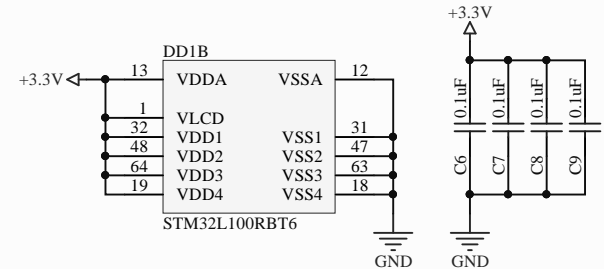 +3.3V
DD1B
+3.3V 13 VDDA VSSA 12
1 VLCD
32 VDD1 VSS1 31
48 VDD2 VSS2 47
64 VDD3 VSS3 63
19 VDD4 VSS4 18
STM32L100RBT6
GND
0.1uF 0.1uF 0.1uF 0.1uF
C6 C7 C8 C9
GND